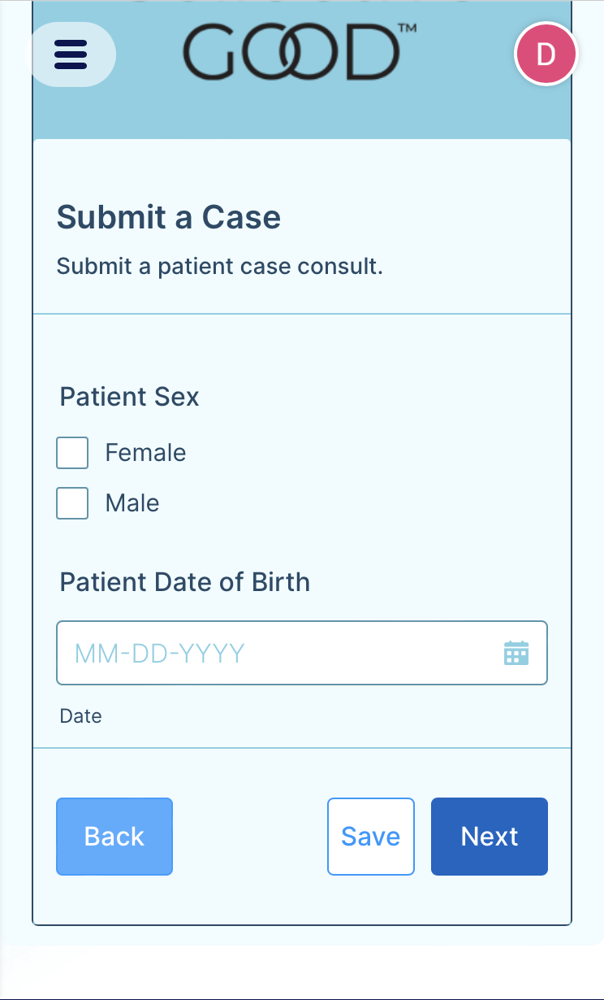 GOOD™
D
Submit a Case
Submit a patient case consult.
Patient Sex
Female
Male
Patient Date of Birth
MM-DD-YYYY
Date
Back
Save
Next